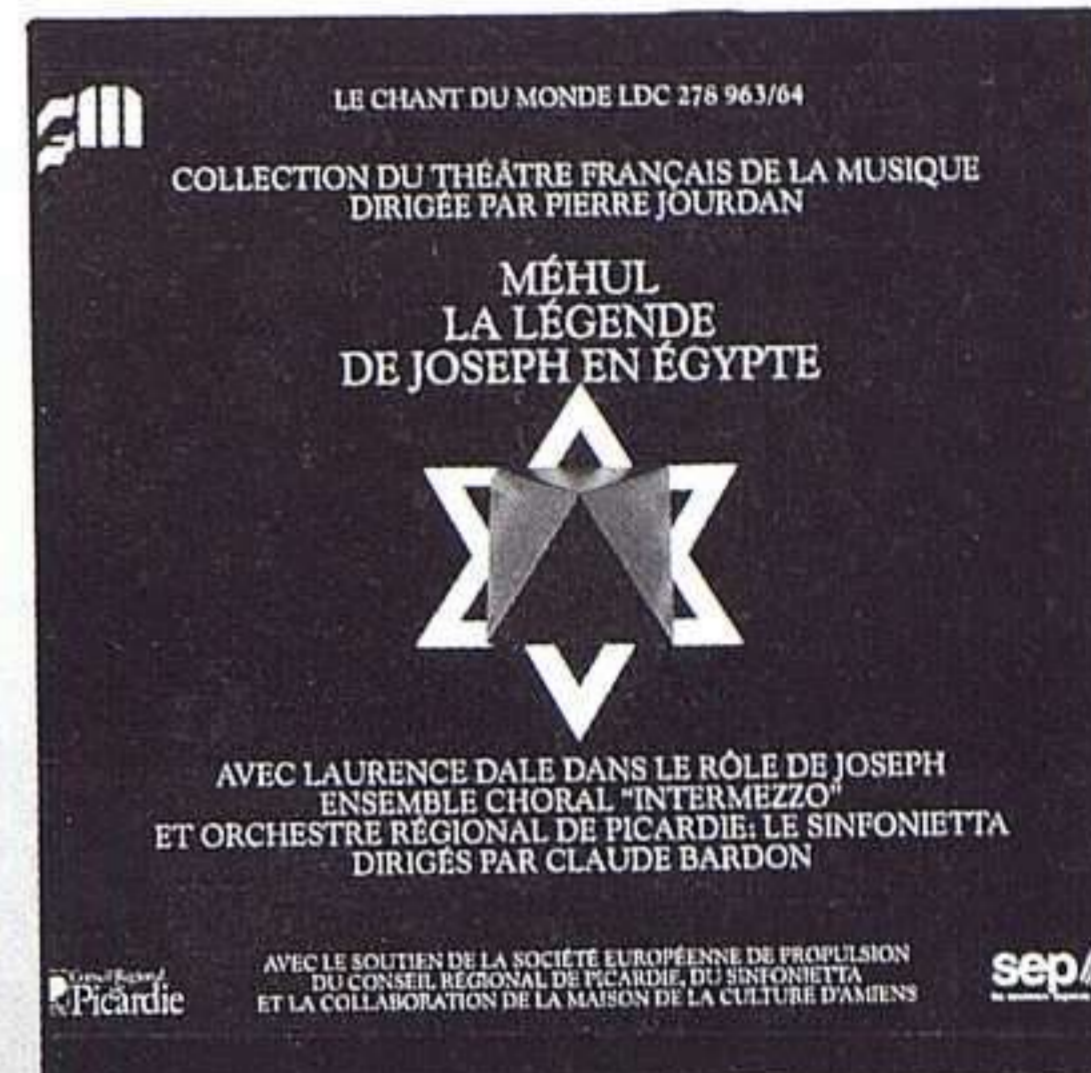 LE CHANT DU MONDE LDC 278 963/64
COLLECTION DU THÉÂTRE FRANÇAIS DE LA MUSIQUE
DIRIGÉE PAR PIERRE JOURDAN
MÉHUL
LA LÉGENDE
DE JOSEPH EN ÉGYPTE
AVEC LAURENCE DALE DANS LE RÔLE DE JOSEPH
ENSEMBLE CHORAL "INTERMEZZO"
ET ORCHESTRE RÉGIONAL DE PICARDIE: LE SINFONIETTA
DIRIGÉS PAR CLAUDE BARDON
AVEC LE SOUTIEN DE LA SOCIÉTÉ EUROPÉENNE DE PROPULSION
DU CONSEIL RÉGIONAL DE PICARDIE, DU SINFONIETTA
ET LA COLLABORATION DE LA MAISON DE LA CULTURE D'AMIENS
Conseil Régional
Picardie
sep